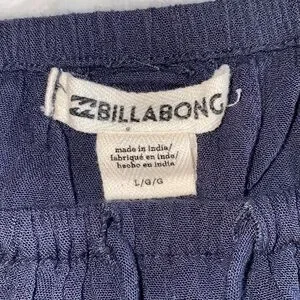 BILLABONG
made in india/
fabriqué en inde/
hecho en india
L/G/G